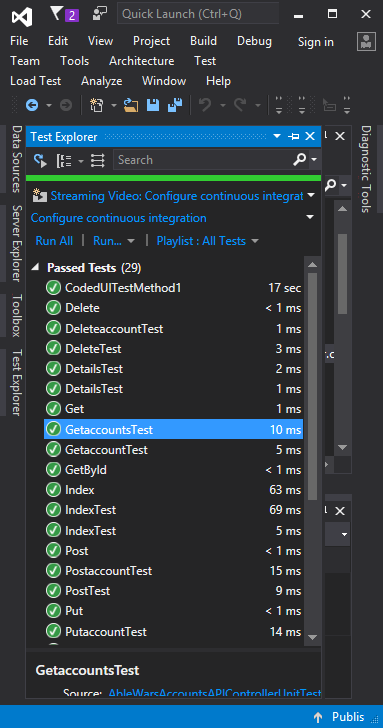 2
Quick Launch (Ctrl+Q)
File Edit View Project Build Debug Sign in
Team Tools Architecture Test
Load Test Analyze Window Help
Data Sources
Server Explorer
Toolbox
Test Explorer
Test Explorer
Search
Streaming Video: Configure continuous integrat
Configure continuous integration
Run All Run... Playlist : All Tests
Passed Tests (29)
CodedUITestMethod1 17 sec
Delete < 1 ms
DeleteaccountTest 1 ms
DeleteTest 3 ms
DetailsTest 2 ms
DetailsTest 1 ms
Get 1 ms
GetaccountsTest 10 ms
GetaccountTest 5 ms
GetById < 1 ms
Index 63 ms
IndexTest 69 ms
IndexTest 5 ms
Post < 1 ms
PostaccountTest 15 ms
PostTest 9 ms
Put < 1 ms
PutaccountTest 14 ms
GetaccountsTest
Source: AbleWarsAccountsAPIControllerUnitTest
Diagnostic Tools
Publis